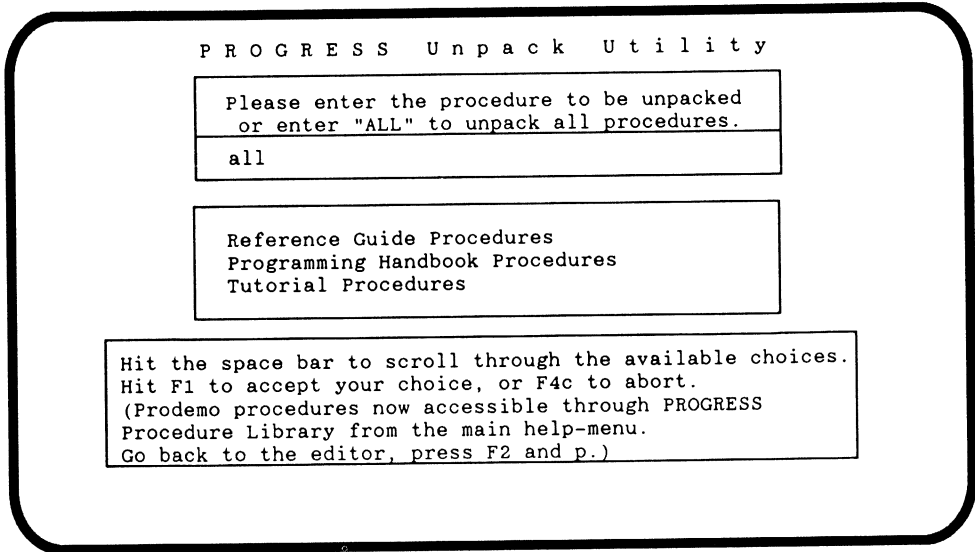 PROGRESS Unpack Utility
Please enter the procedure to be unpacked
or enter "ALL" to unpack all procedures.
all
Reference Guide Procedures
Programming Handbook Procedures
Tutorial Procedures
Hit the space bar to scroll through the available choices.
Hit F1 to accept your choice, or F4c to abort.
(Prodemo procedures now accessible through PROGRESS
Procedure Library from the main help-menu.
Go back to the editor, press F2 and p.)